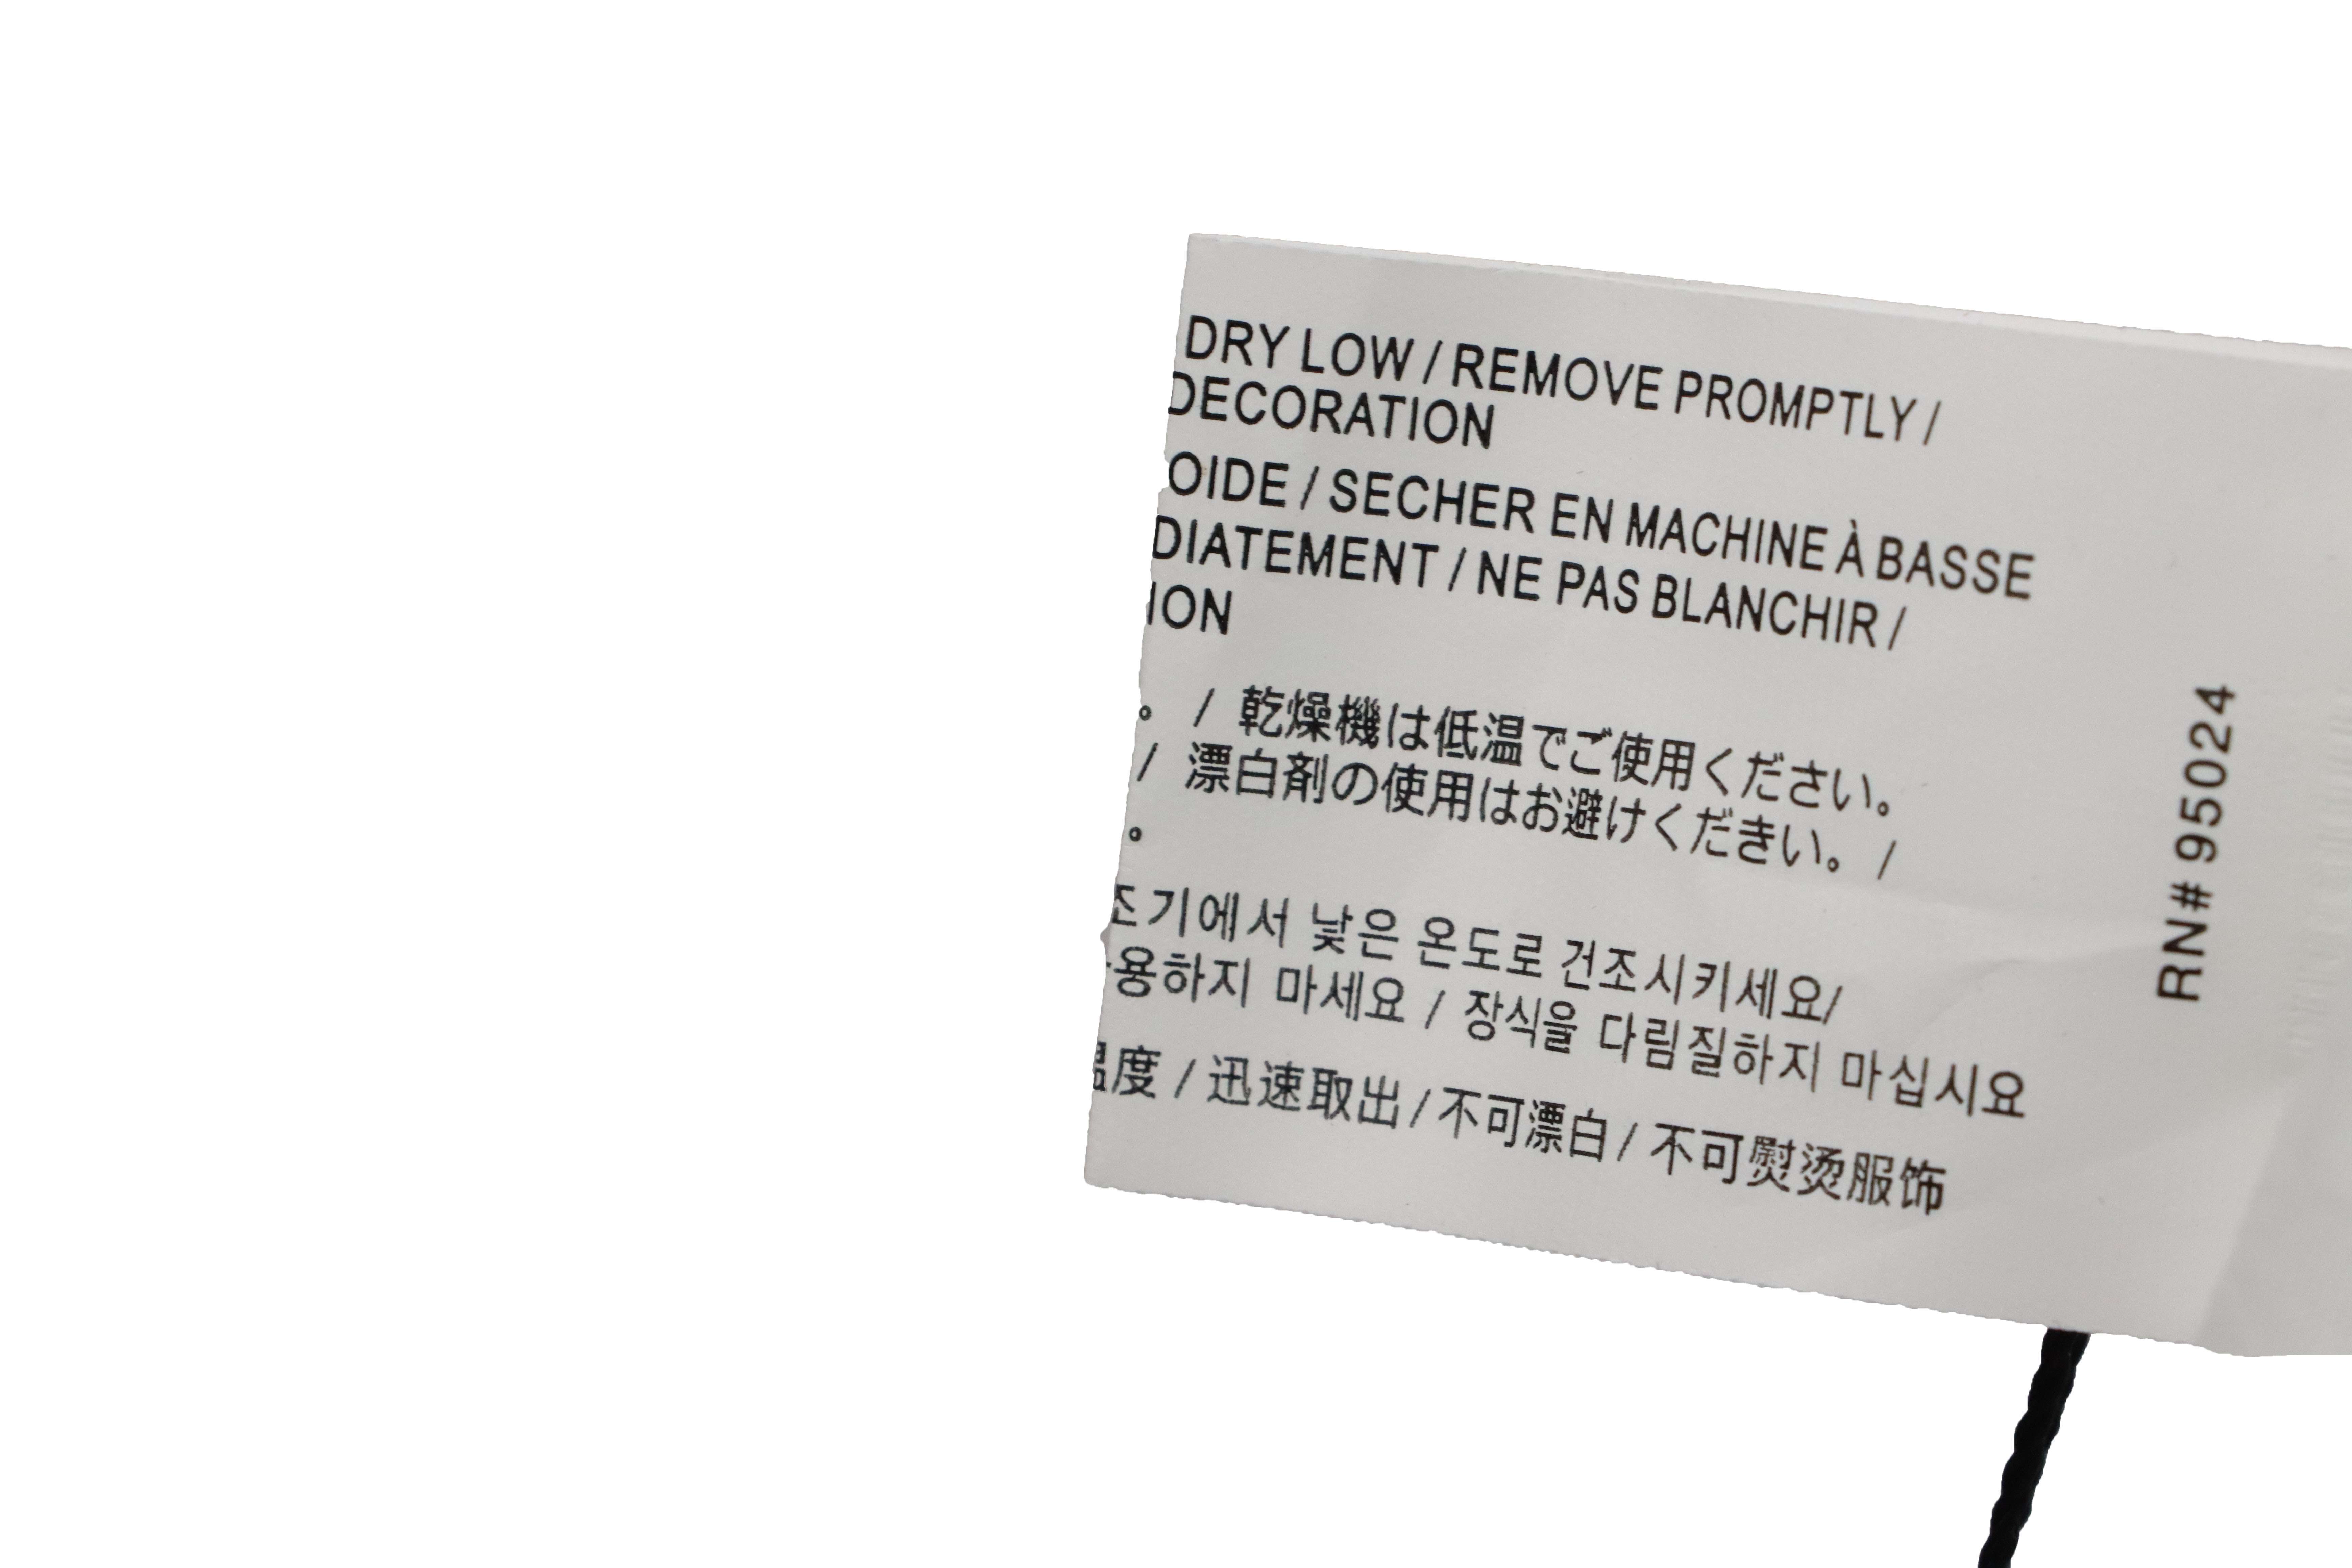 DRY LOW / REMOVE PROMPTLY /
DECORATION
OIDE / SECHER EN MACHINE À BASSE
DIATEMENT / NE PAS BLANCHIR /
ION
。 / 乾燥機は低温でご使用ください。
/ 漂白剤の使用はお避けくだきい。 /
。
조기에서 낮은 온도로 건조시키세요/
용하지 마세요 / 장식을 다림질하지 마십시요
温度 / 迅速取出 / 不可漂白 / 不可熨烫服饰
RN# 95024